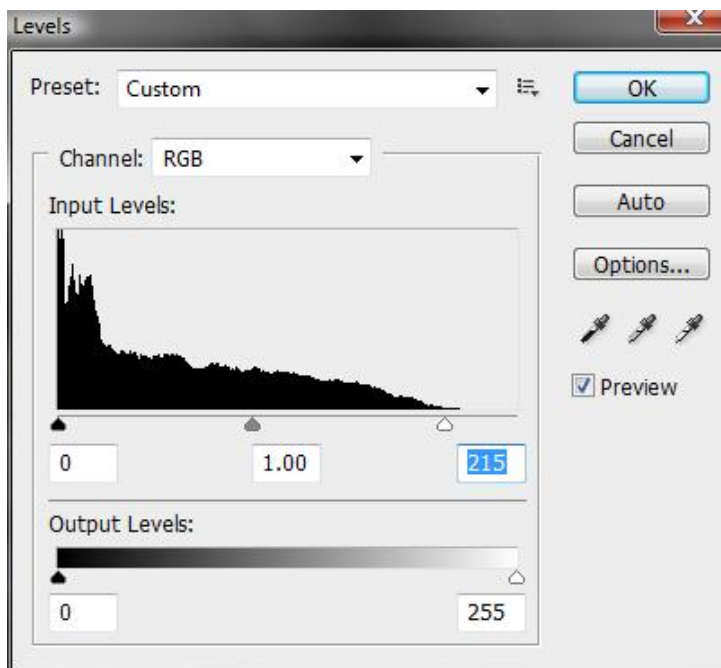 Levels
Preset: Custom
OK
Cancel
Channel: RGB
Auto
Input Levels:
Options...
Preview
0 1.00 215
Output Levels:
0 255